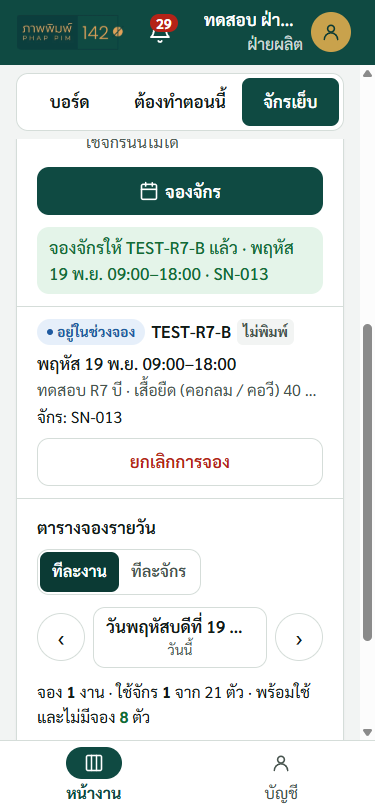 ภาพพิมพ์
PHAP PIM
142
29
ทดสอบ ฝ่า...
ฝ่ายผลิต
บอร์ด
ต้องทำตอนนี้
จักรเย็บ
ใช้จักรนี้ไม่ได้
จองจักร
จองจักรให้ TEST-R7-B แล้ว · พฤหัส
19 พ.ย. 09:00–18:00 · SN-013
อยู่ในช่วงจอง TEST-R7-B ไม่พิมพ์
พฤหัส 19 พ.ย. 09:00–18:00
ทดสอบ R7 บี · เสื้อยืด (คอกลม / คอวี) 40 ...
จักร: SN-013
ยกเลิกการจอง
ตารางจองรายวัน
ทีละงาน
ทีละจักร
‹
วันพฤหัสบดีที่ 19 ...
วันนี้
›
จอง 1 งาน · ใช้จักร 1 จาก 21 ตัว · พร้อมใช้
และไม่มีจอง 8 ตัว
หน้างาน
บัญชี